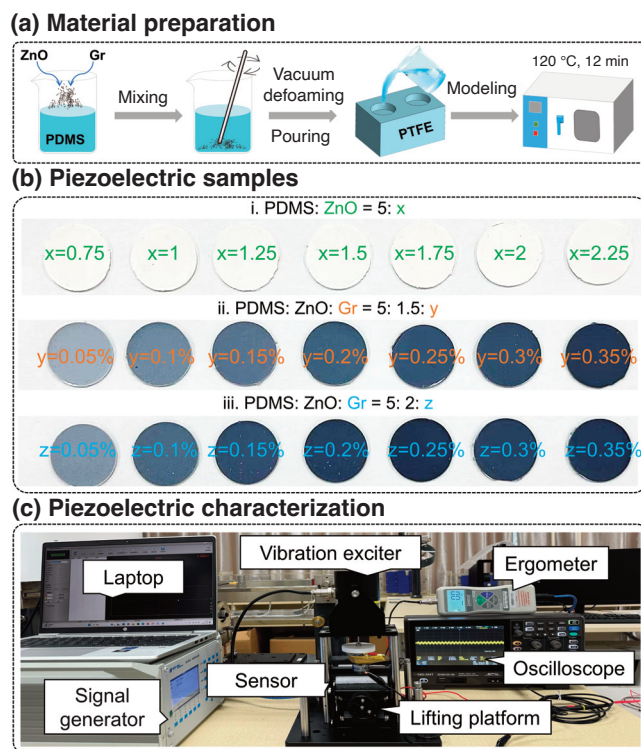 (a) Material preparation
ZnO Gr
PDMS
Mixing
Vacuum
defoaming
Pouring
PTFE
Modeling
120 °C, 12 min
(b) Piezoelectric samples
i. PDMS: ZnO = 5: x
x=0.75 x=1 x=1.25 x=1.5 x=1.75 x=2 x=2.25
ii. PDMS: ZnO: Gr = 5: 1.5: y
y=0.05% y=0.1% y=0.15% y=0.2% y=0.25% y=0.3% y=0.35%
iii. PDMS: ZnO: Gr = 5: 2: z
z=0.05% z=0.1% z=0.15% z=0.2% z=0.25% z=0.3% z=0.35%
(c) Piezoelectric characterization
Laptop
Vibration exciter
Ergometer
Signal
generator
Sensor
Oscilloscope
Lifting platform